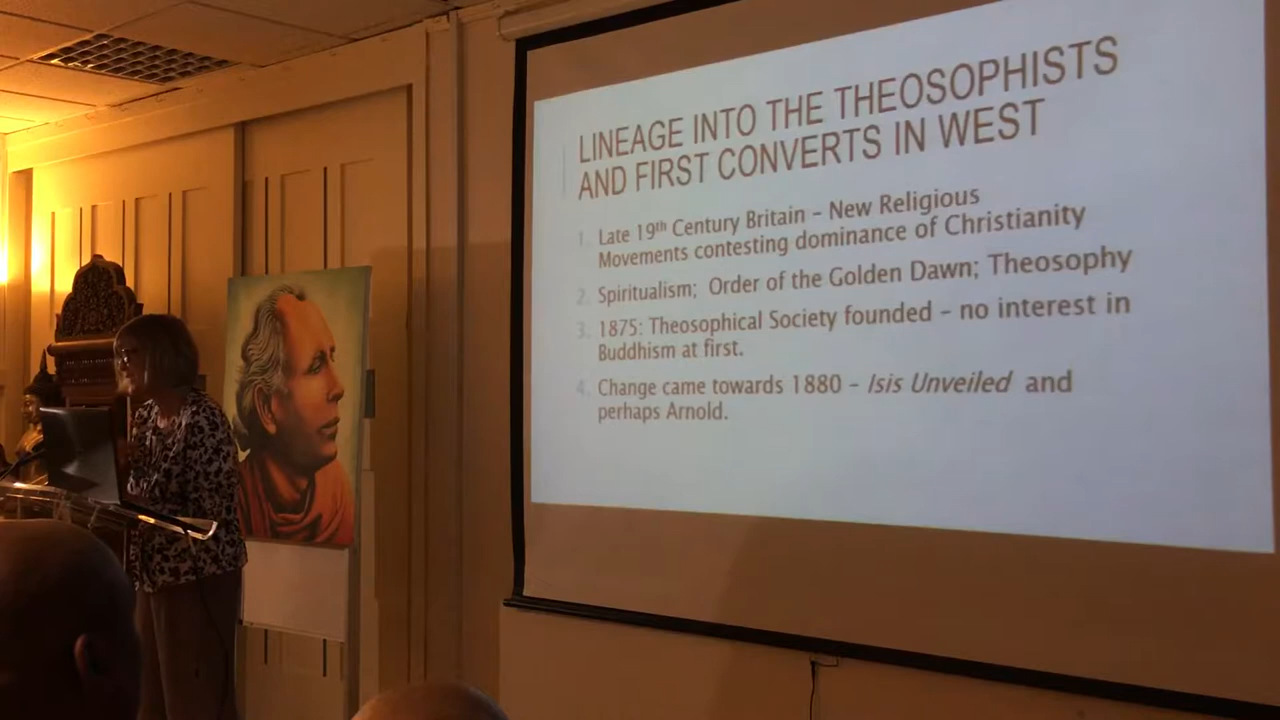 LINEAGE INTO THE THEOSOPHISTS
AND FIRST CONVERTS IN WEST
1. Late 19th Century Britain – New Religious
Movements contesting dominance of Christianity
2. Spiritualism; Order of the Golden Dawn; Theosophy
3. 1875: Theosophical Society founded – no interest in
Buddhism at first.
4. Change came towards 1880 – Isis Unveiled and
perhaps Arnold.